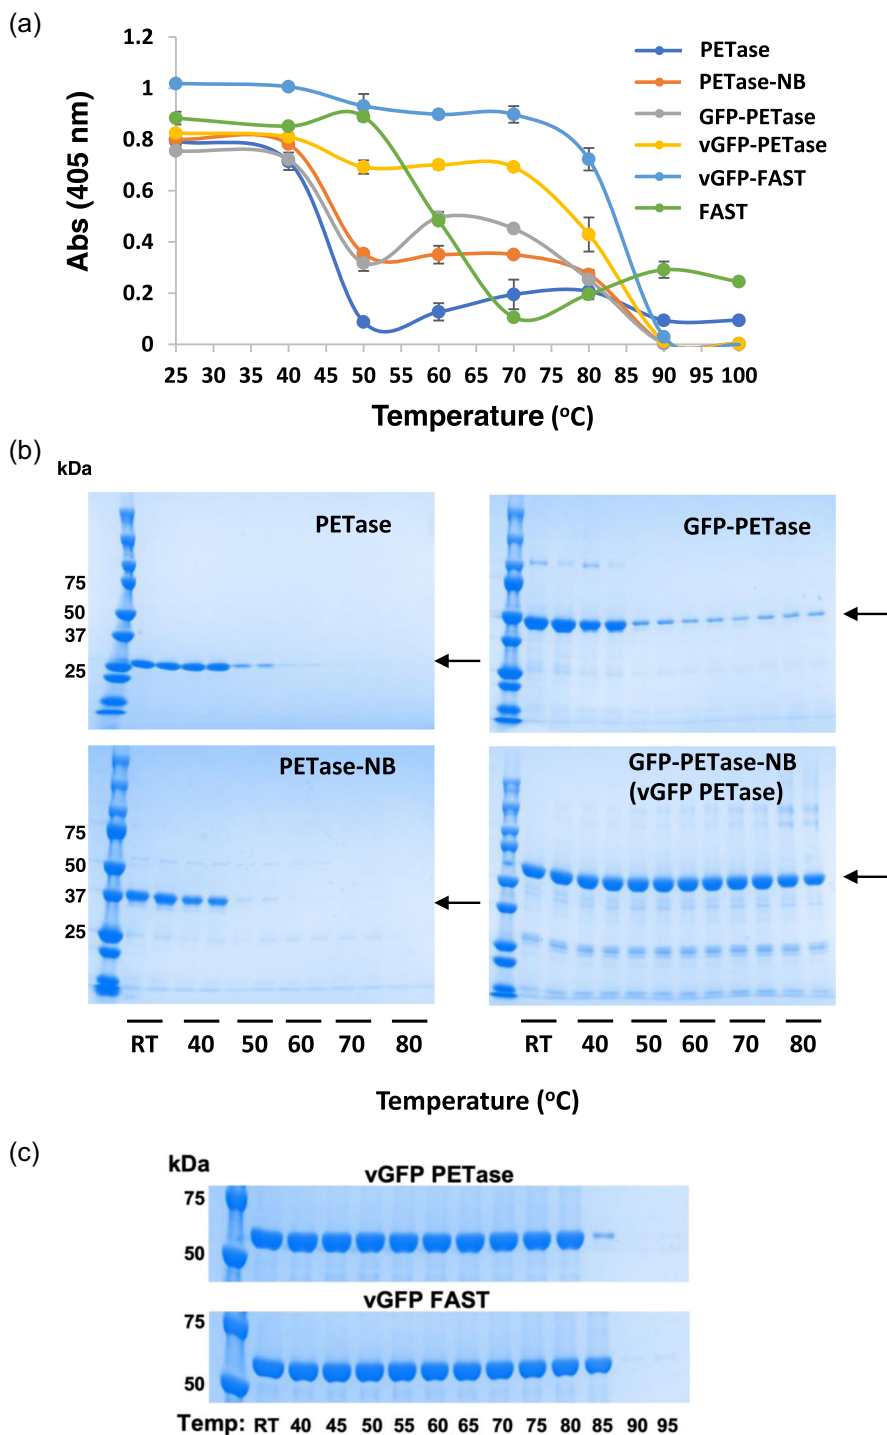 (a)
1.2
1
0.8
0.6
0.4
0.2
0
Abs (405 nm)
PETase
PETase-NB
GFP-PETase
vGFP-PETase
vGFP-FAST
FAST
25 30 35 40 45 50 55 60 65 70 75 80 85 90 95 100
Temperature (°C)
(b)
kDa
PETase
75
50
37
25
GFP-PETase
PETase-NB
75
50
37
25
GFP-PETase-NB
(vGFP PETase)
RT 40 50 60 70 80
RT 40 50 60 70 80
Temperature (°C)
(c)
kDa
vGFP PETase
75
50
vGFP FAST
75
50
Temp: RT 40 45 50 55 60 65 70 75 80 85 90 95